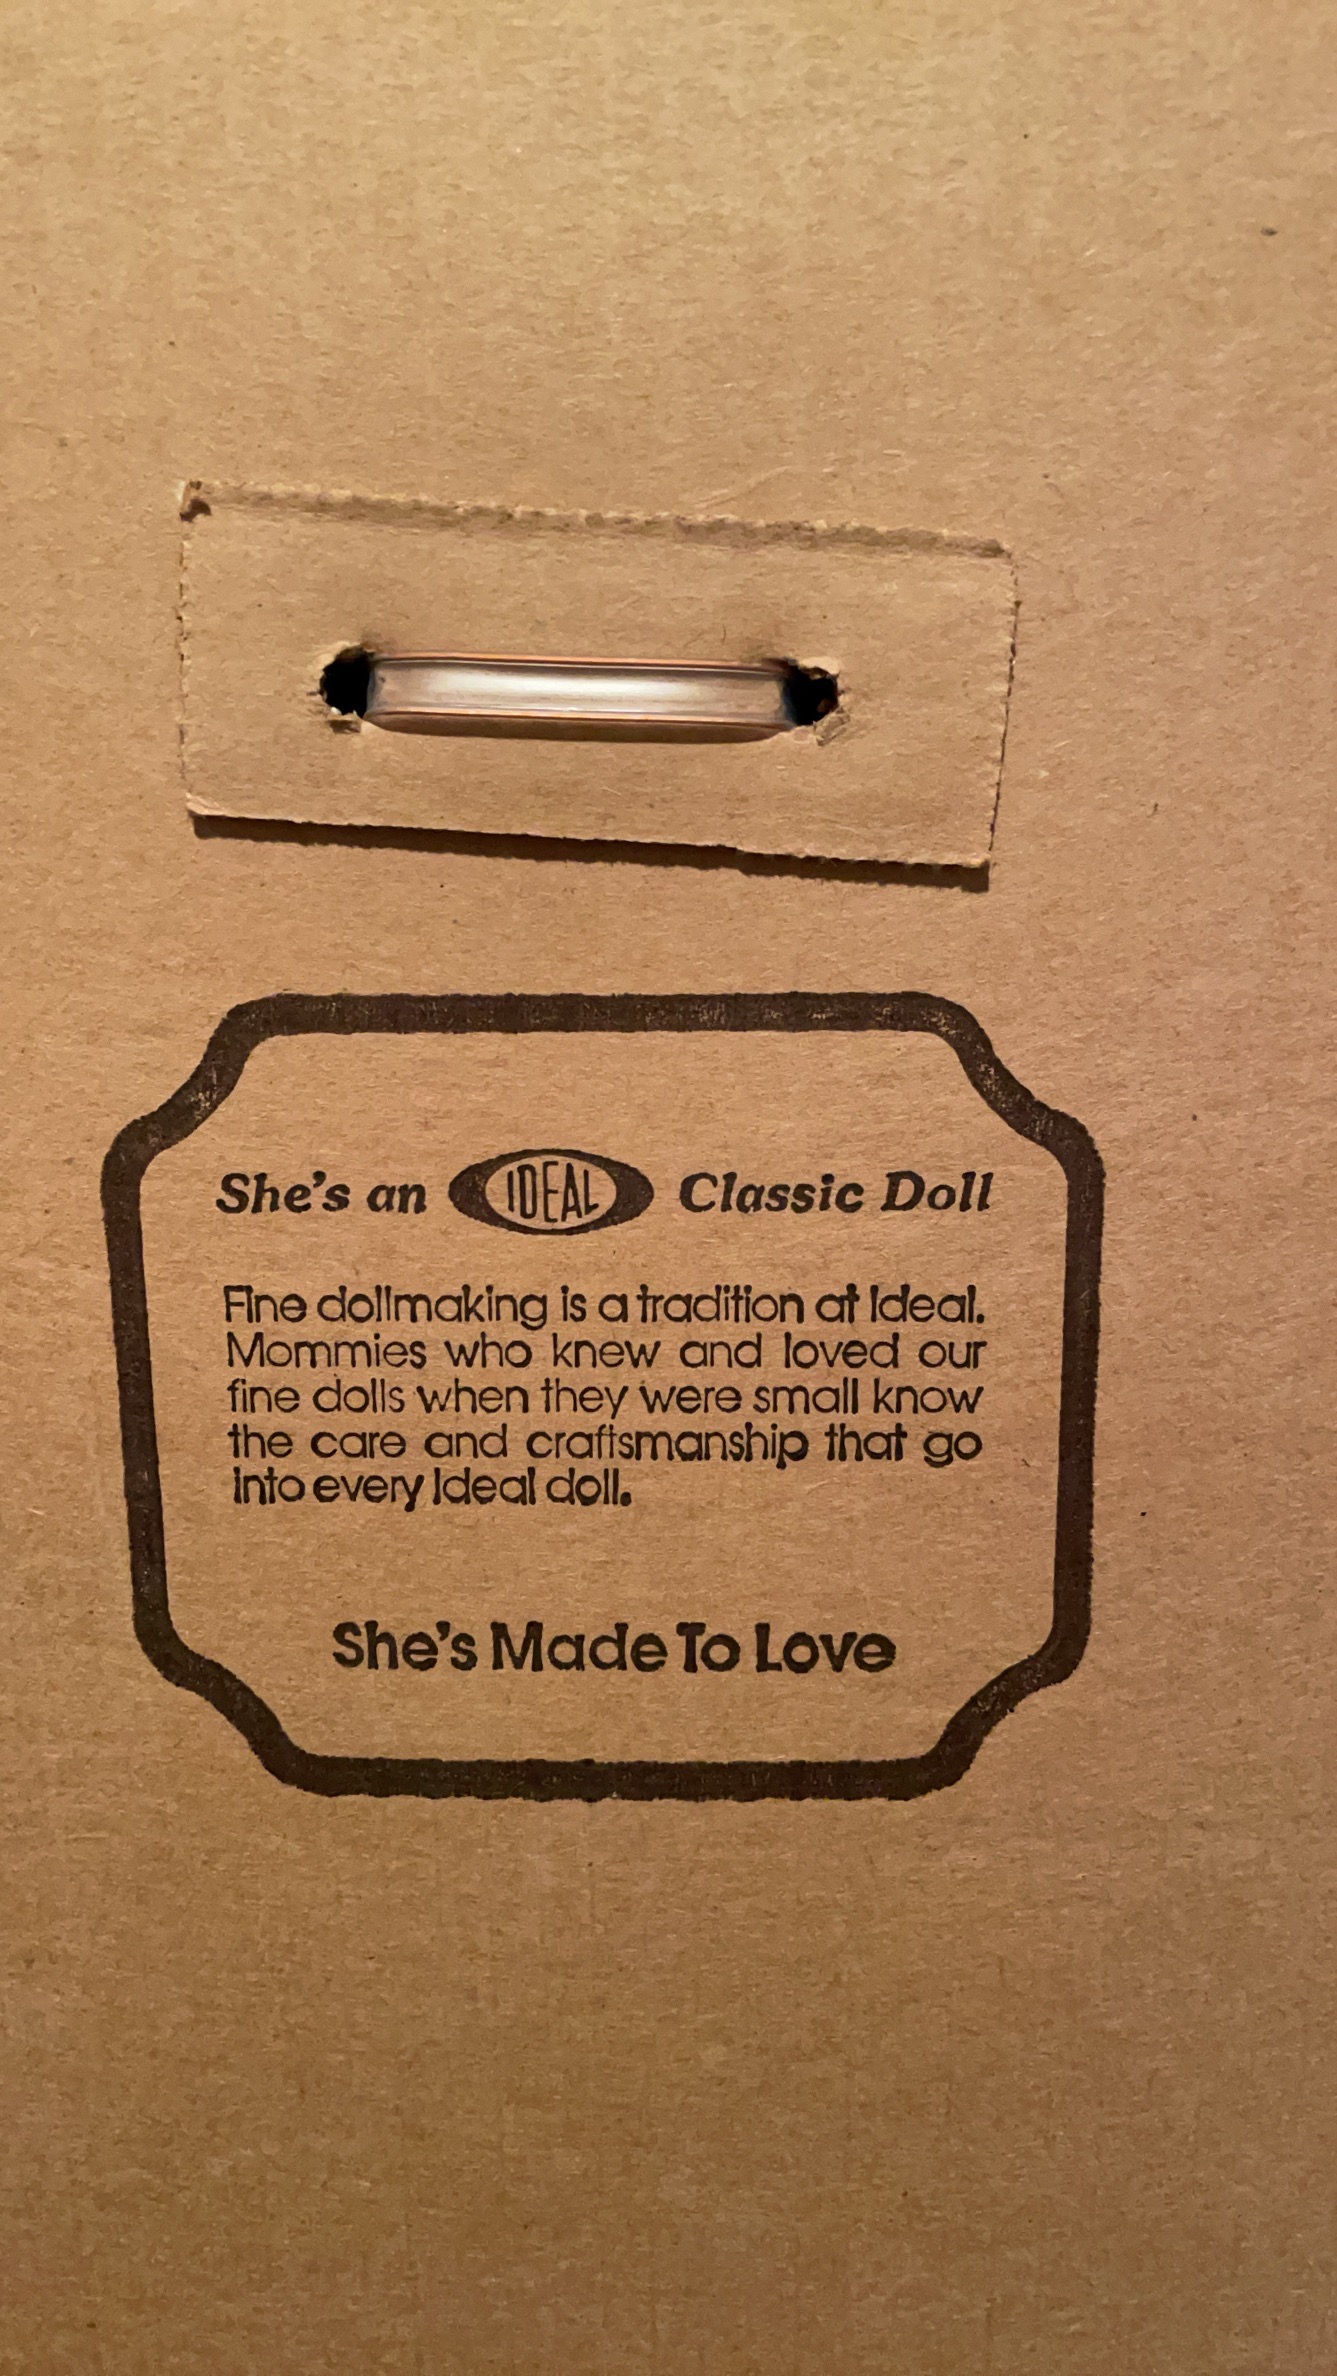 She's an IDEAL Classic Doll
Fine dollmaking is a tradition at Ideal.
Mommies who knew and loved our
fine dolls when they were small know
the care and craftsmanship that go
into every Ideal doll.
She's Made To Love